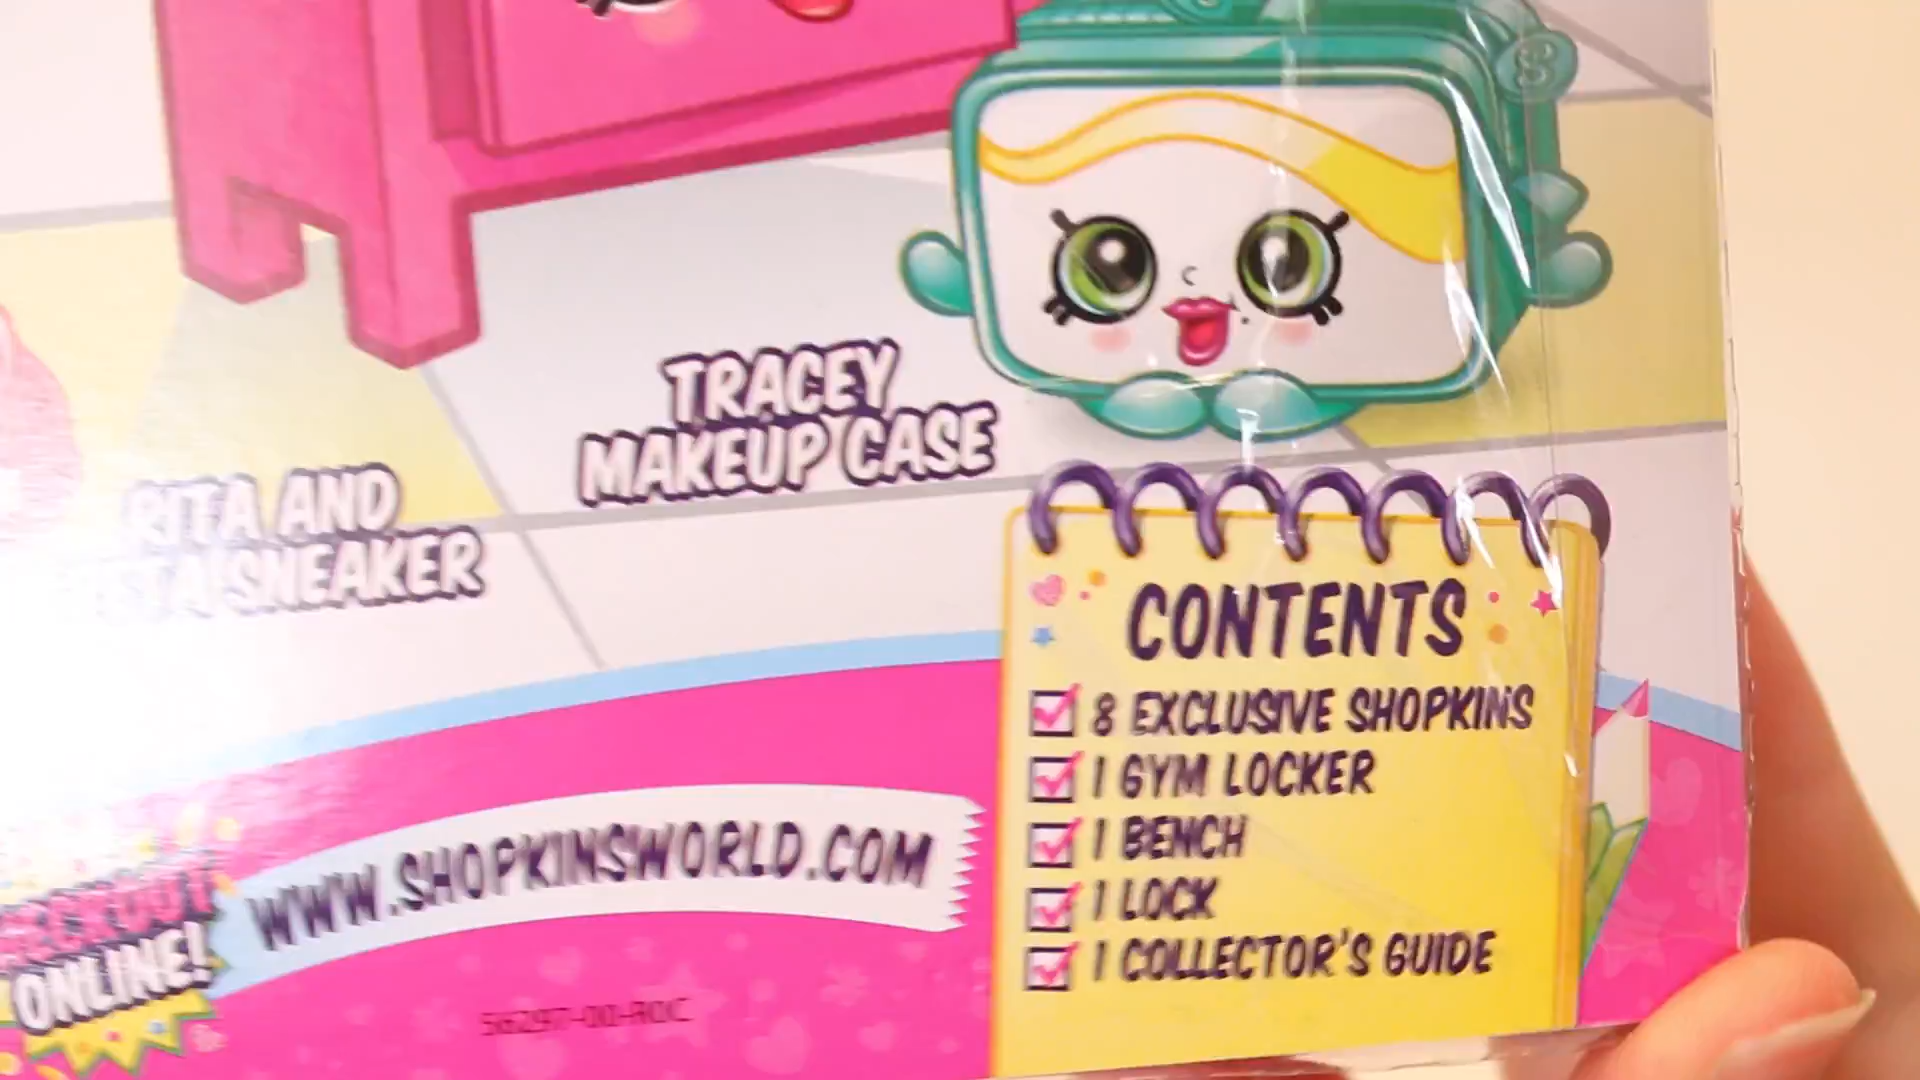 TRACEY
MAKEUP CASE
RITA AND
SNEAKER
CONTENTS
8 EXCLUSIVE SHOPKINS
1 GYM LOCKER
1 BENCH
1 LOCK
1 COLLECTOR'S GUIDE
WWW.SHOPKINSWORLD.COM
ONLINE!
S